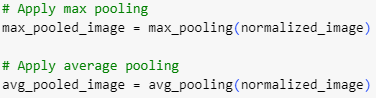 # Apply max pooling
max_pooled_image = max_pooling(normalized_image)
# Apply average pooling
avg_pooled_image = avg_pooling(normalized_image)